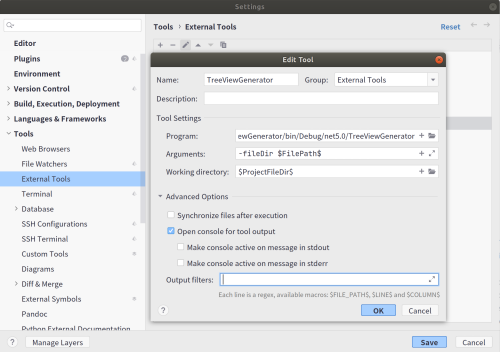 Settings
Tools › External Tools
Reset
Editor
Plugins
Environment
Version Control
Build, Execution, Deployment
Languages & Frameworks
Tools
Web Browsers
File Watchers
External Tools
Terminal
Database
SSH Configurations
SSH Terminal
Custom Tools
Diagrams
Diff & Merge
External Symbols
Pandoc
Python External Documentation
Edit Tool
Name:
TreeViewGenerator
Group:
External Tools
Description:
Tool Settings
Program:
ewGenerator/bin/Debug/net5.0/TreeViewGenerator
Arguments:
-fileDir $FilePath$
Working directory:
$ProjectFileDir$
Advanced Options
Synchronize files after execution
Open console for tool output
Make console active on message in stdout
Make console active on message in stderr
Output filters:
Each line is a regex, available macros: $FILE_PATH$, $LINE$ and $COLUMN$
?
OK
Cancel
?
Manage Layers
Save
Cancel